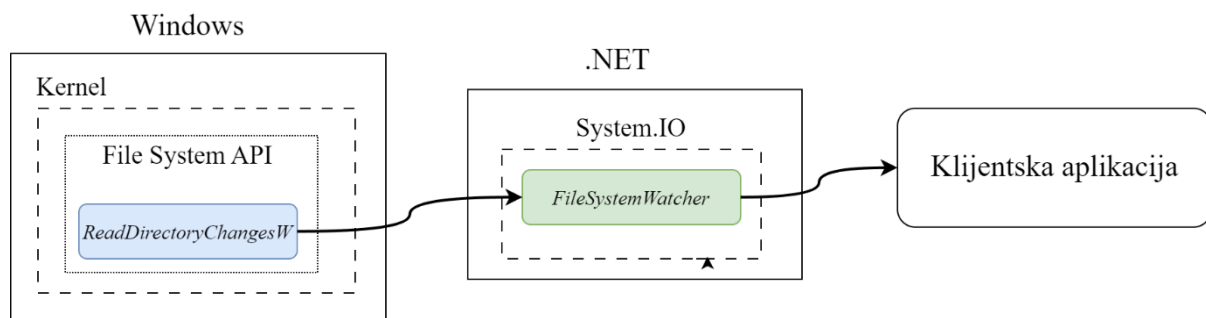 Windows
Kernel
File System API
ReadDirectoryChangesW
.NET
System.IO
FileSystemWatcher
Klijentska aplikacija